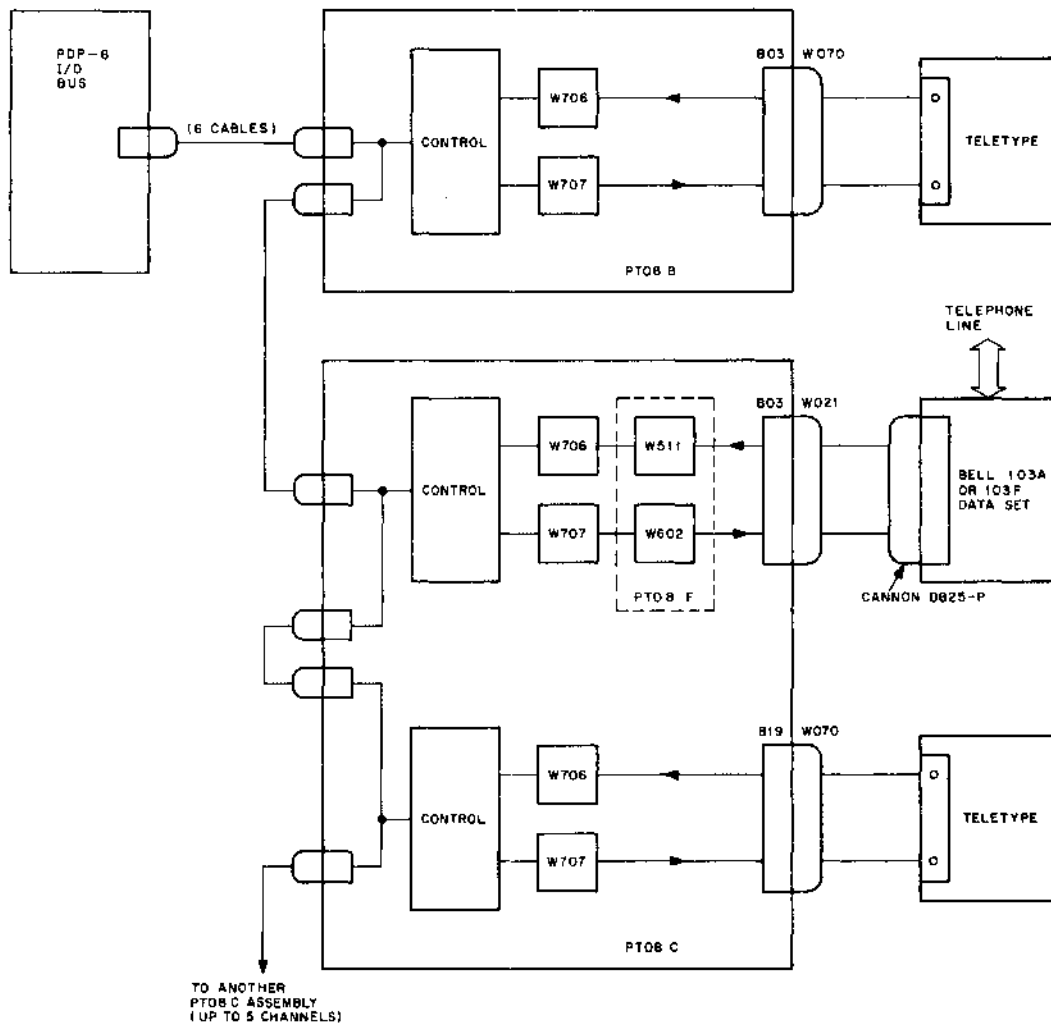 PDP-8
I/O
BUS
(6 CABLES)
CONTROL
W706
W707
B03 W070
TELETYPE
PT08 B
TELEPHONE
LINE
CONTROL
W706
W511
W707
W602
PT08 F
B03 W021
BELL 103A
OR 103F
DATA SET
CANNON DB25-P
CONTROL
W706
W707
B19 W070
TELETYPE
PT08 C
TO ANOTHER
PT08 C ASSEMBLY
(UP TO 5 CHANNELS)